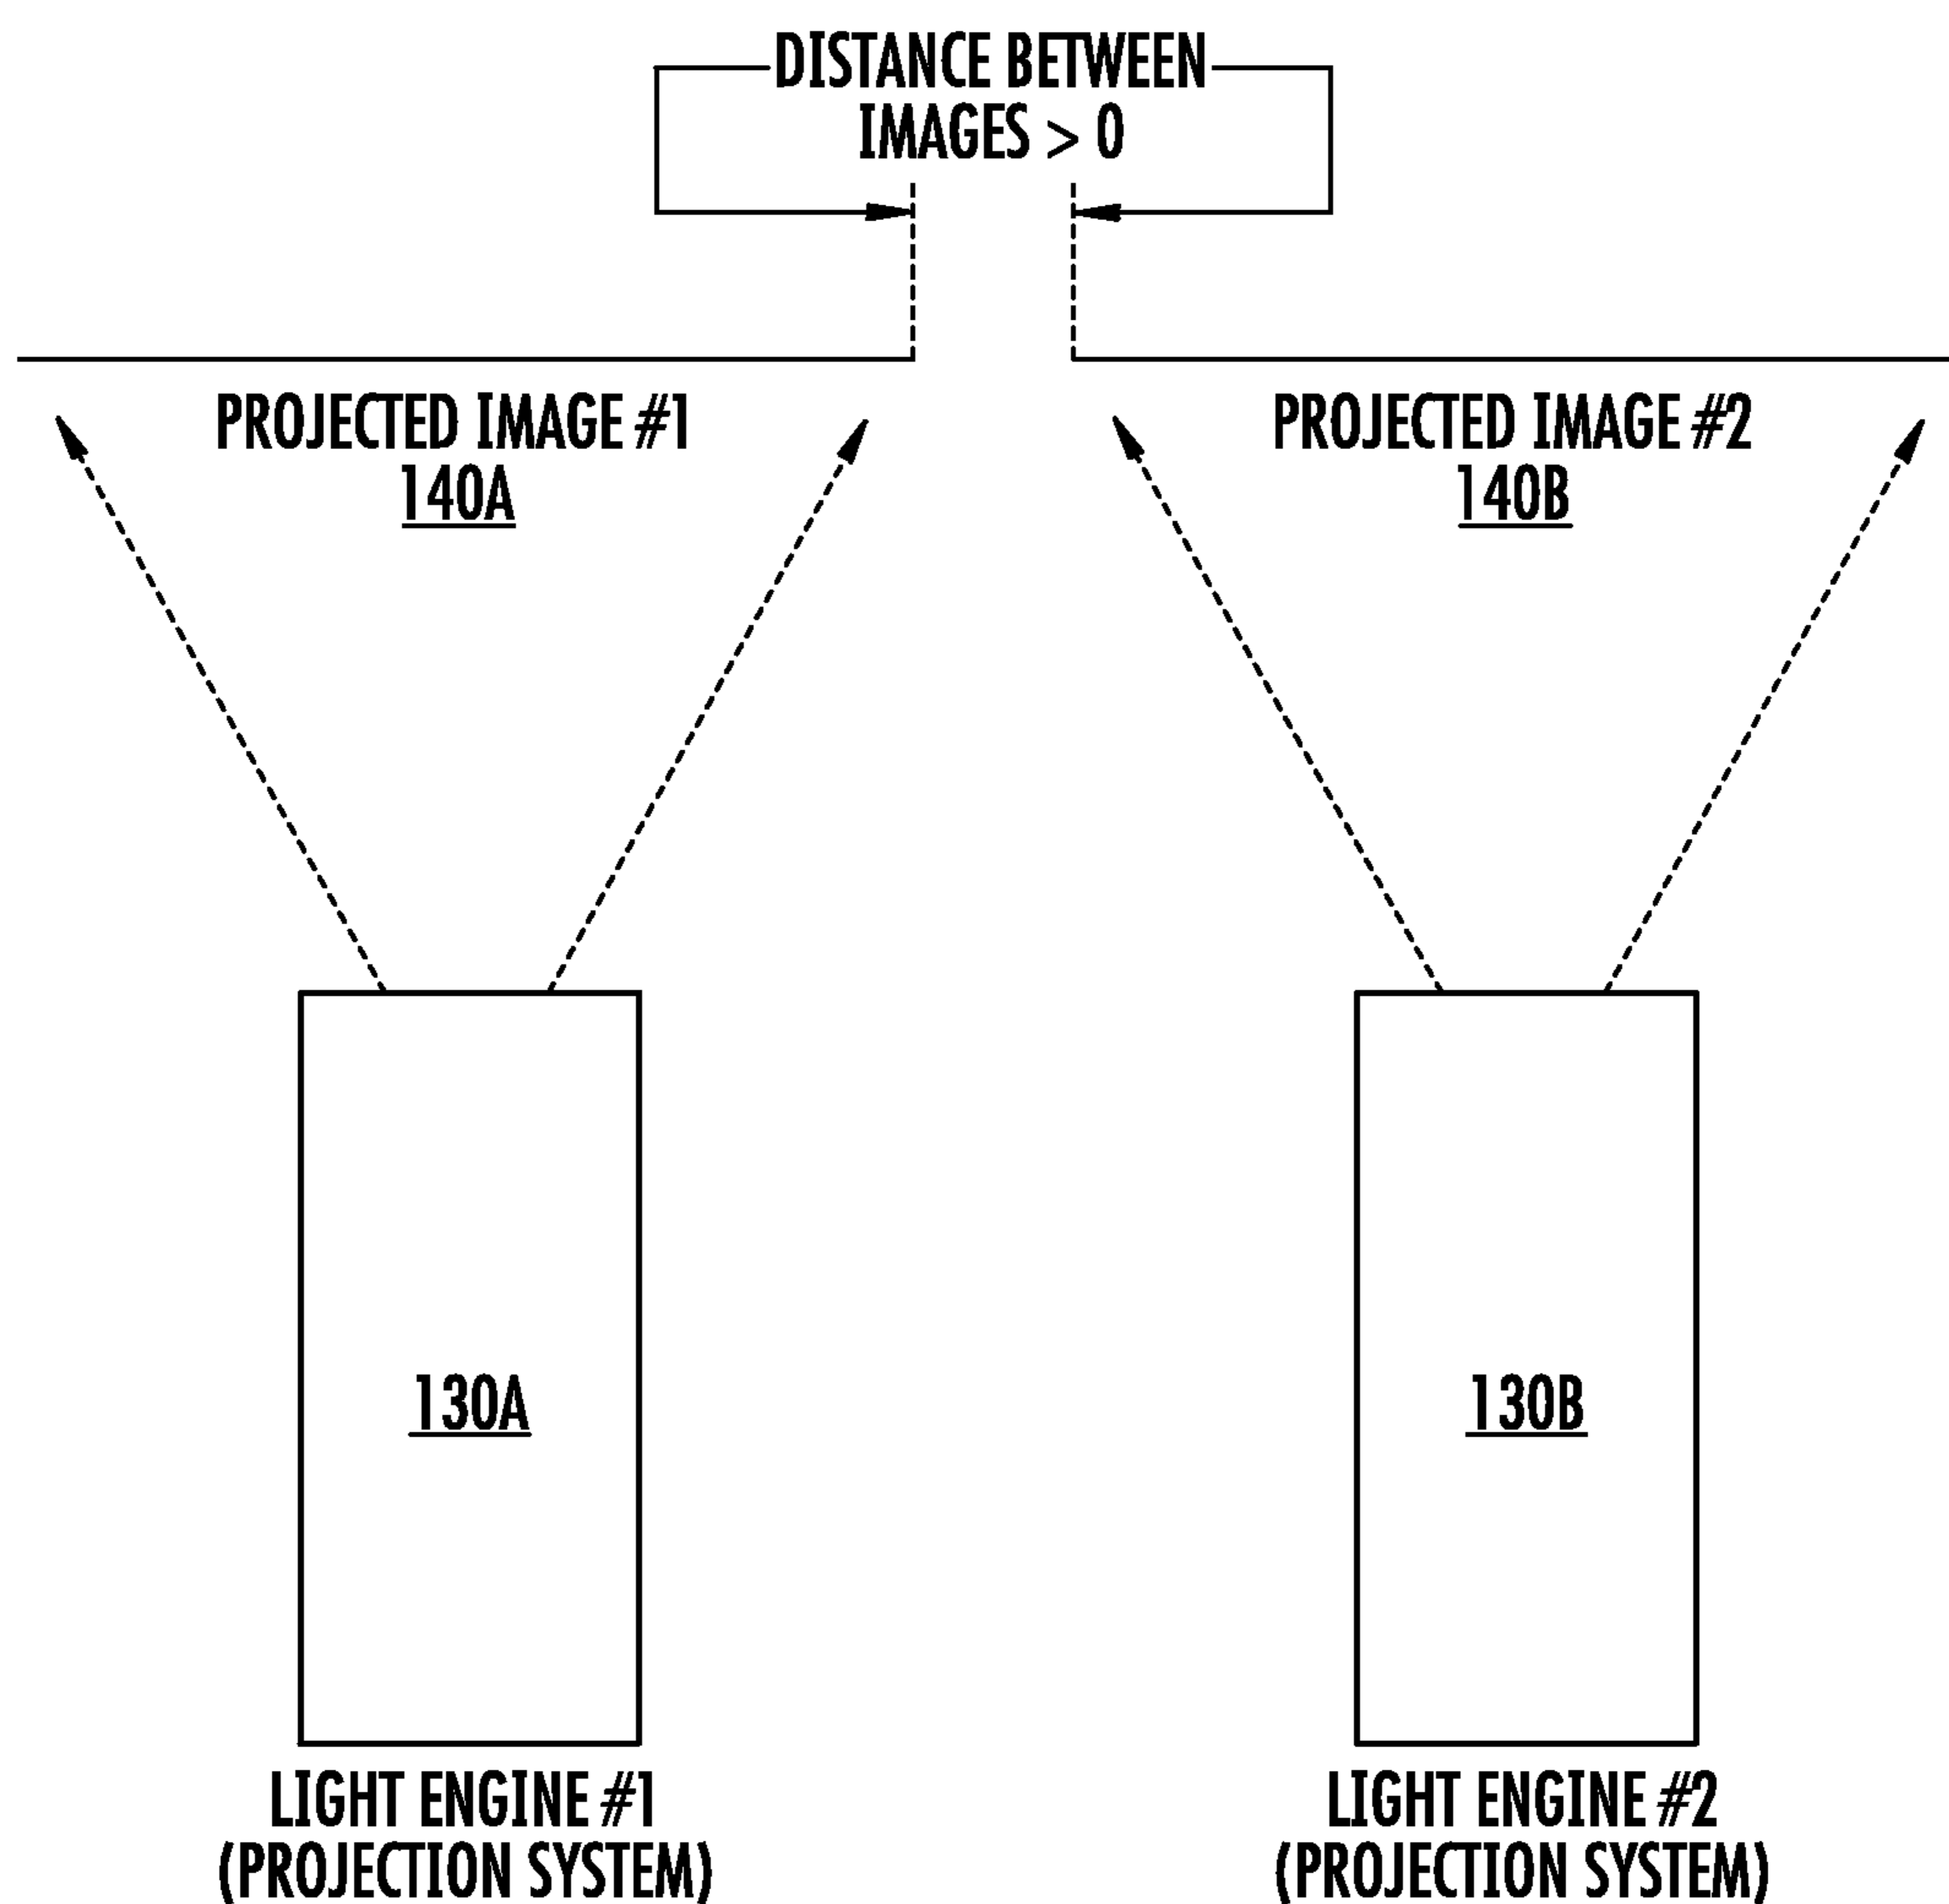 DISTANCE BETWEEN
IMAGES > 0
PROJECTED IMAGE #1
140A
PROJECTED IMAGE #2
140B
130A
130B
LIGHT ENGINE #1
(PROJECTION SYSTEM)
LIGHT ENGINE #2
(PROJECTION SYSTEM)